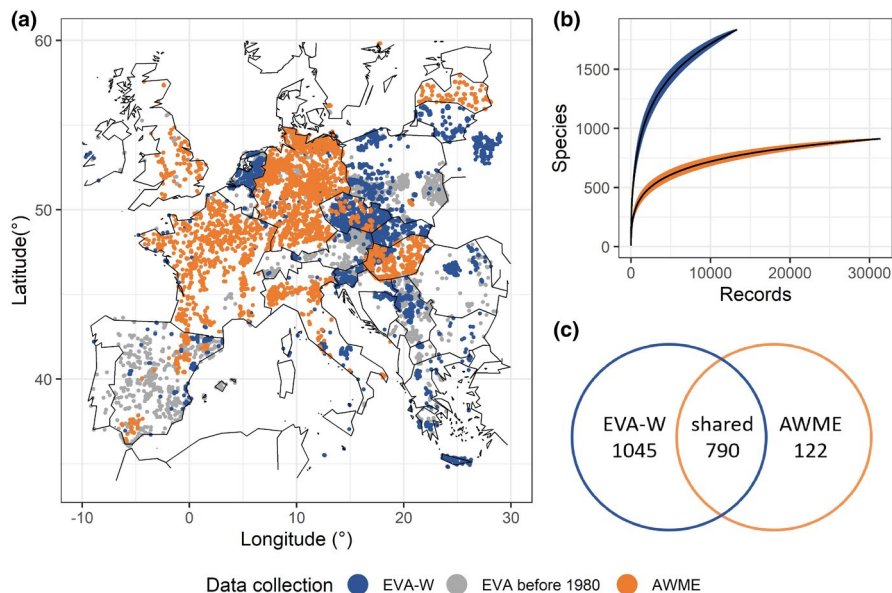 (a)
60
50
40
Latitude(°)
-10 0 10 20 30
Longitude (°)
(b)
1500
1000
500
0
Species
0 10000 20000 30000
Records
(c)
EVA-W shared AWME
1045 790 122
Data collection EVA-W EVA before 1980 AWME